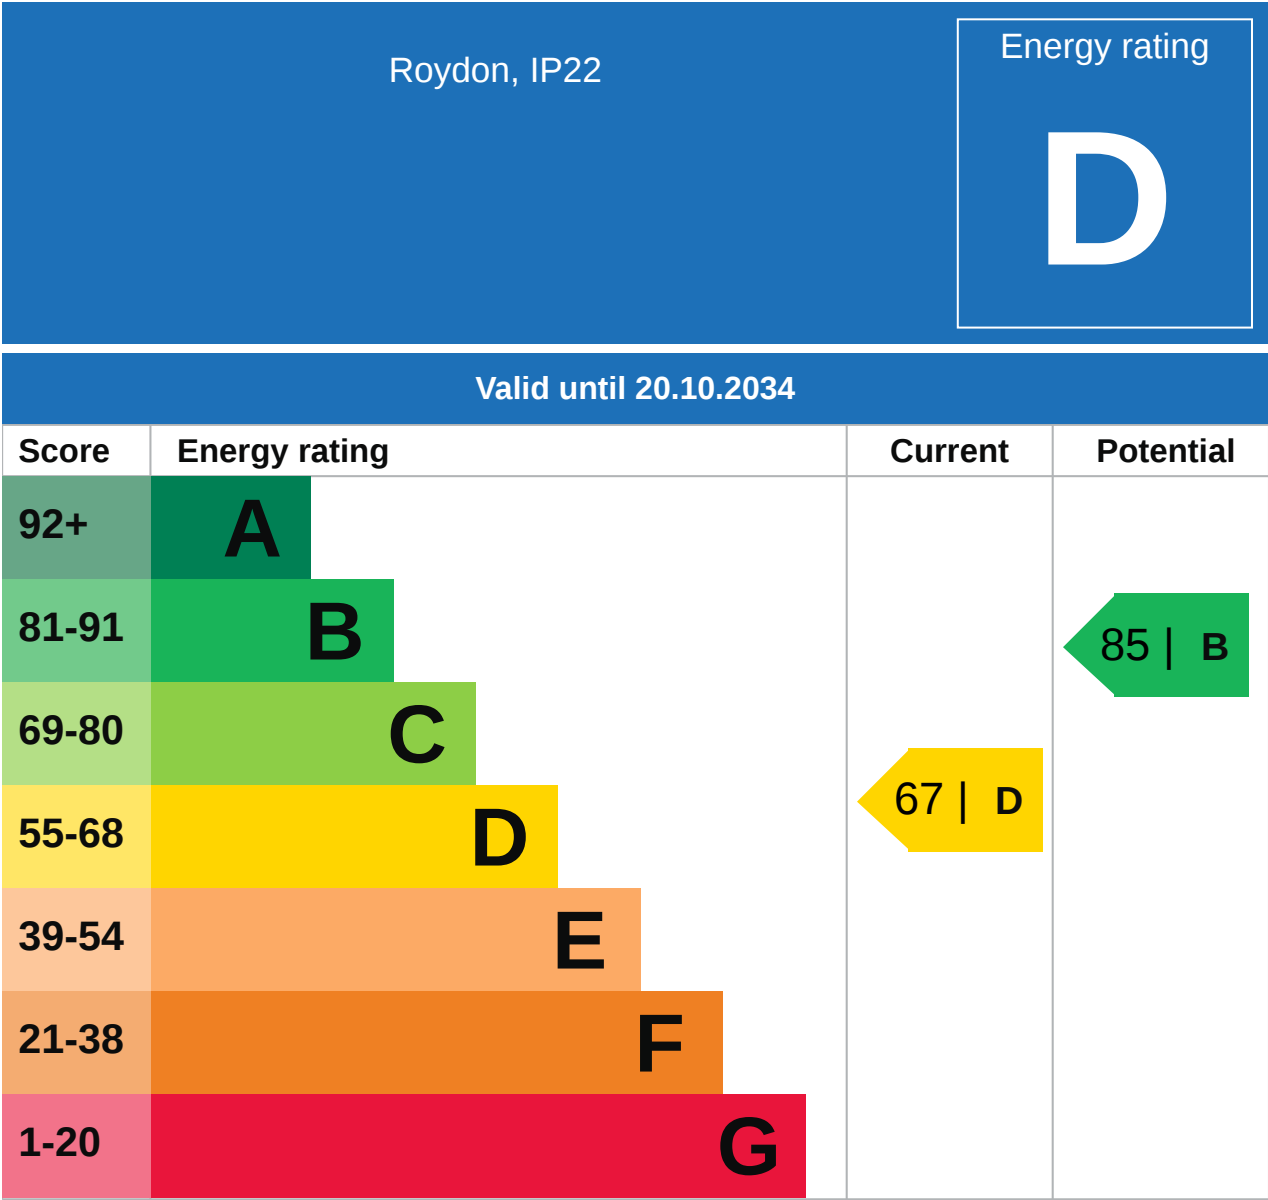 Roydon, IP22
Energy rating
D
Valid until 20.10.2034
Score Energy rating Current Potential
92+ A
81-91 B
85 | B
69-80 C
67 | D
55-68 D
39-54 E
21-38 F
1-20 G